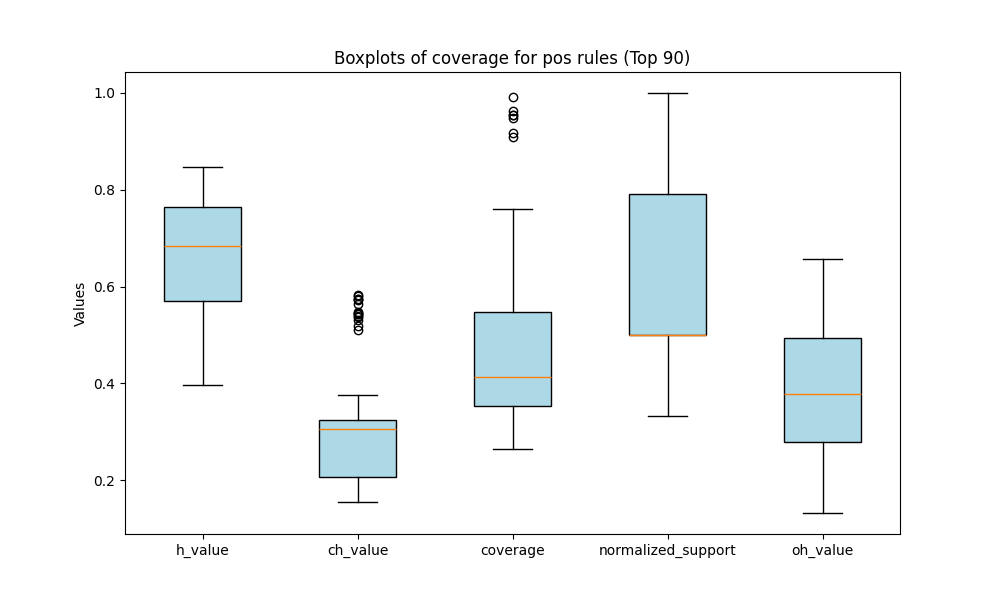 Boxplots of coverage for pos rules (Top 90)
Values
1.0
0.8
0.6
0.4
0.2
h_value
ch_value
coverage
normalized_support
oh_value